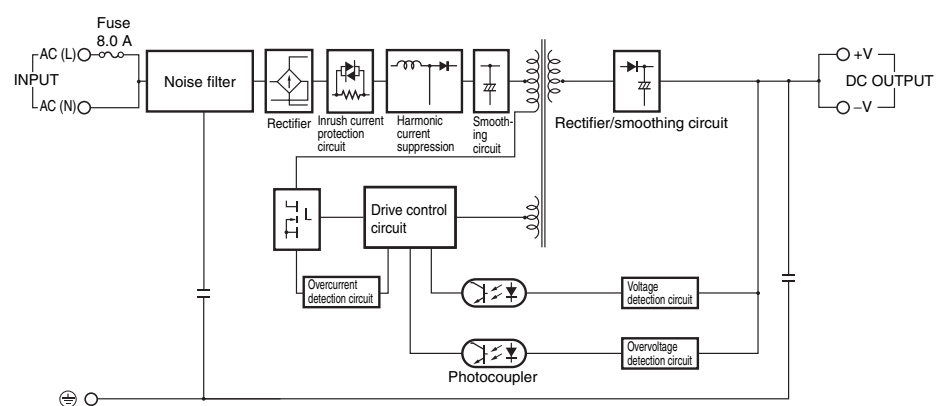 Fuse
8.0 A
AC (L)
INPUT
AC (N)
Noise filter
Rectifier
Inrush current
protection
circuit
Harmonic
current
suppression
Smooth-
ing
circuit
Rectifier/smoothing circuit
+V
DC OUTPUT
–V
Drive control
circuit
Overcurrent
detection circuit
Voltage
detection circuit
Overvoltage
detection circuit
Photocoupler